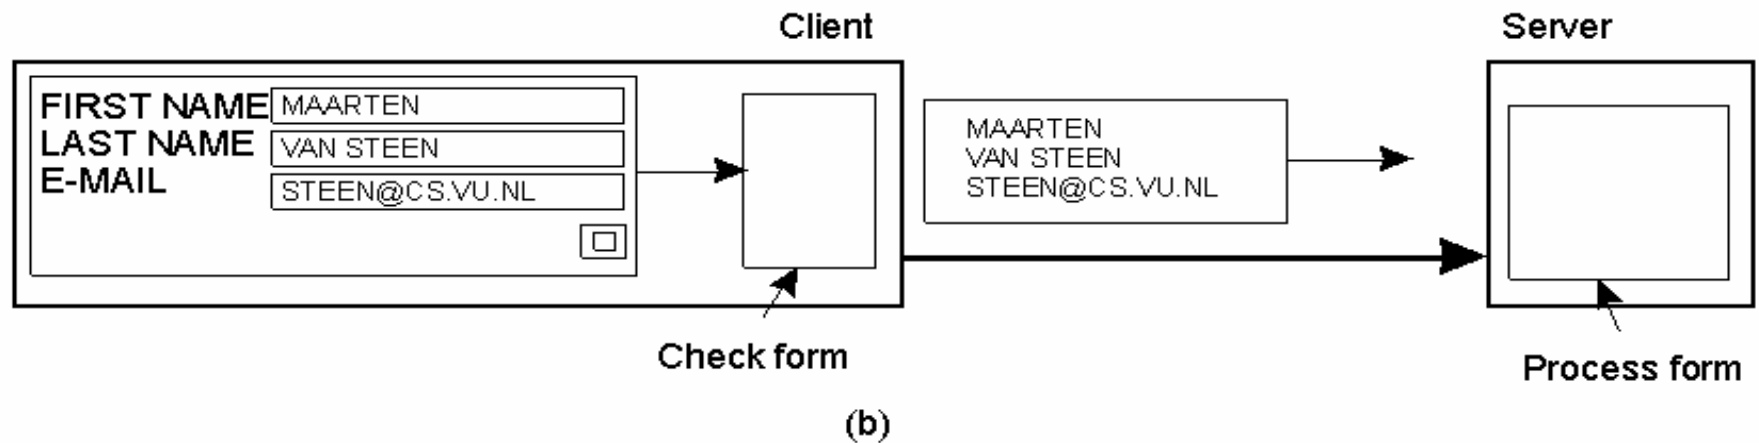 Client
Server
FIRST NAME MAARTEN
LAST NAME VAN STEEN
E-MAIL STEEN@CS.VU.NL
MAARTEN
VAN STEEN
STEEN@CS.VU.NL
Check form
Process form
(b)